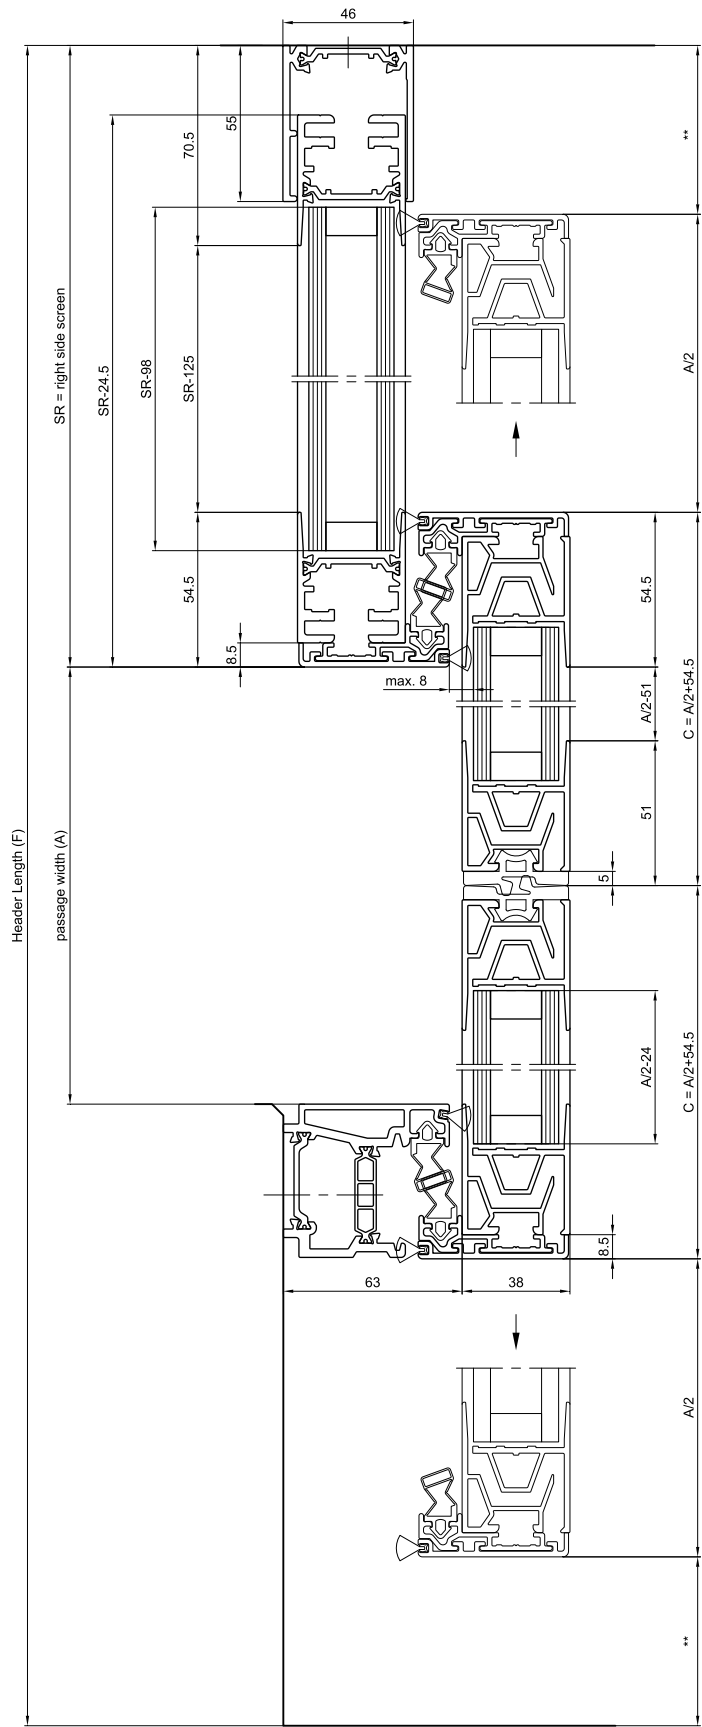 46
55
70.5
**
SR = right side screen
SR-24.5
SR-98
SR-125
A/2
54.5
8.5
54.5
max. 8
A/2-51
C = A/2+54.5
51
5
Header Length (F)
passage width (A)
A/2-24
C = A/2+54.5
8.5
63
38
A/2
**